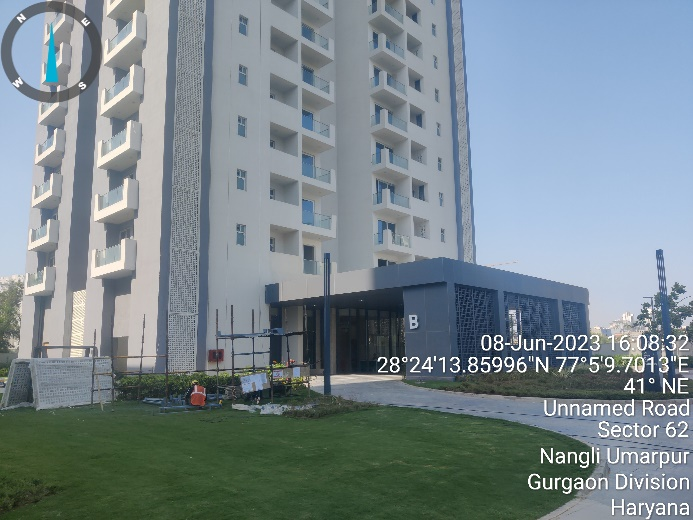 N
E
W
S
B
08-Jun-2023 16:08:32
28°24'13.85996"N 77°5'9.7013"E
41° NE
Unnamed Road
Sector 62
Nangli Umarpur
Gurgaon Division
Haryana